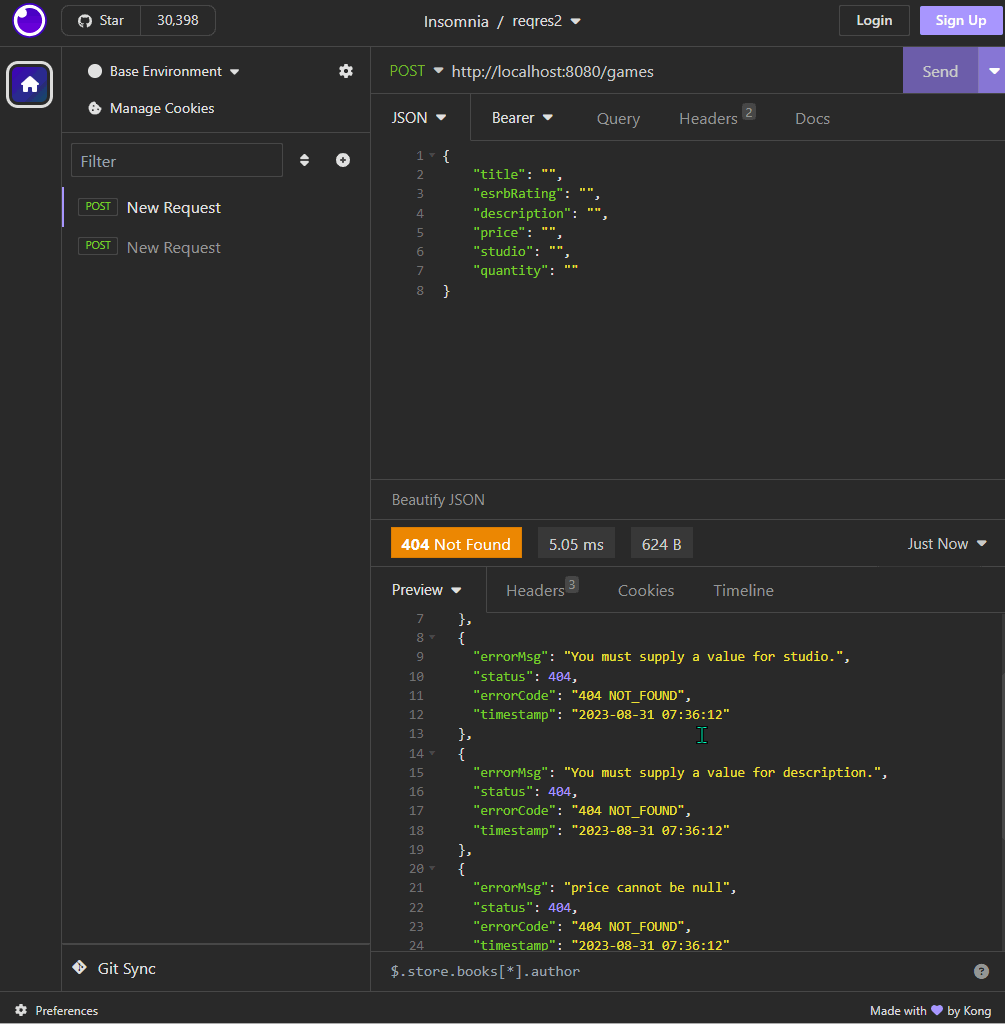 Star 30,398 Insomnia / reqres2 Login Sign Up
Base Environment
Manage Cookies
Filter
POST New Request
POST New Request
Git Sync
POST http://localhost:8080/games Send
JSON Bearer Query Headers 2 Docs
1 {
2 "title": "",
3 "esrbRating": "",
4 "description": "",
5 "price": "",
6 "studio": "",
7 "quantity": ""
8 }
Beautify JSON
404 Not Found 5.05 ms 624 B Just Now
Preview Headers 3 Cookies Timeline
7 },
8 {
9 "errorMsg": "You must supply a value for studio.",
10 "status": 404,
11 "errorCode": "404 NOT_FOUND",
12 "timestamp": "2023-08-31 07:36:12"
13 },
14 {
15 "errorMsg": "You must supply a value for description.",
16 "status": 404,
17 "errorCode": "404 NOT_FOUND",
18 "timestamp": "2023-08-31 07:36:12"
19 },
20 {
21 "errorMsg": "price cannot be null",
22 "status": 404,
23 "errorCode": "404 NOT_FOUND",
24 "timestamp": "2023-08-31 07:36:12"
$.store.books[*].author ?
Preferences Made with 💜 by Kong